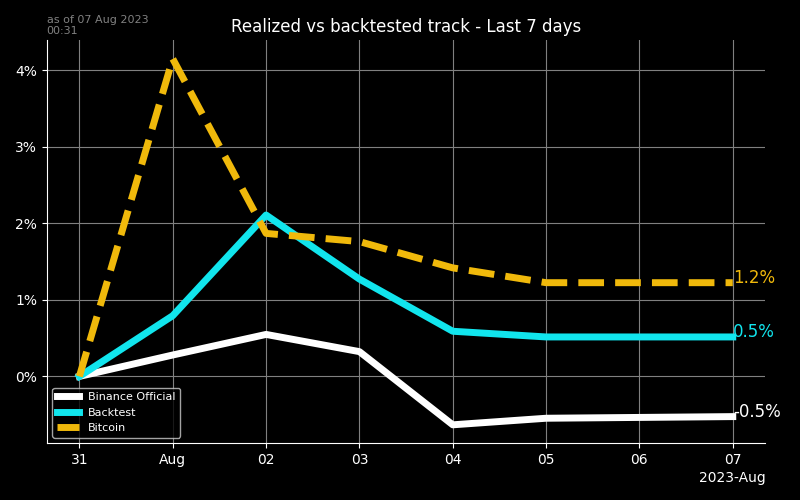 as of 07 Aug 2023
00:31
Realized vs backtested track - Last 7 days
4%
3%
2%
1%
0%
1.2%
0.5%
-0.5%
Binance Official
Backtest
Bitcoin
31
Aug
02
03
04
05
06
07
2023-Aug